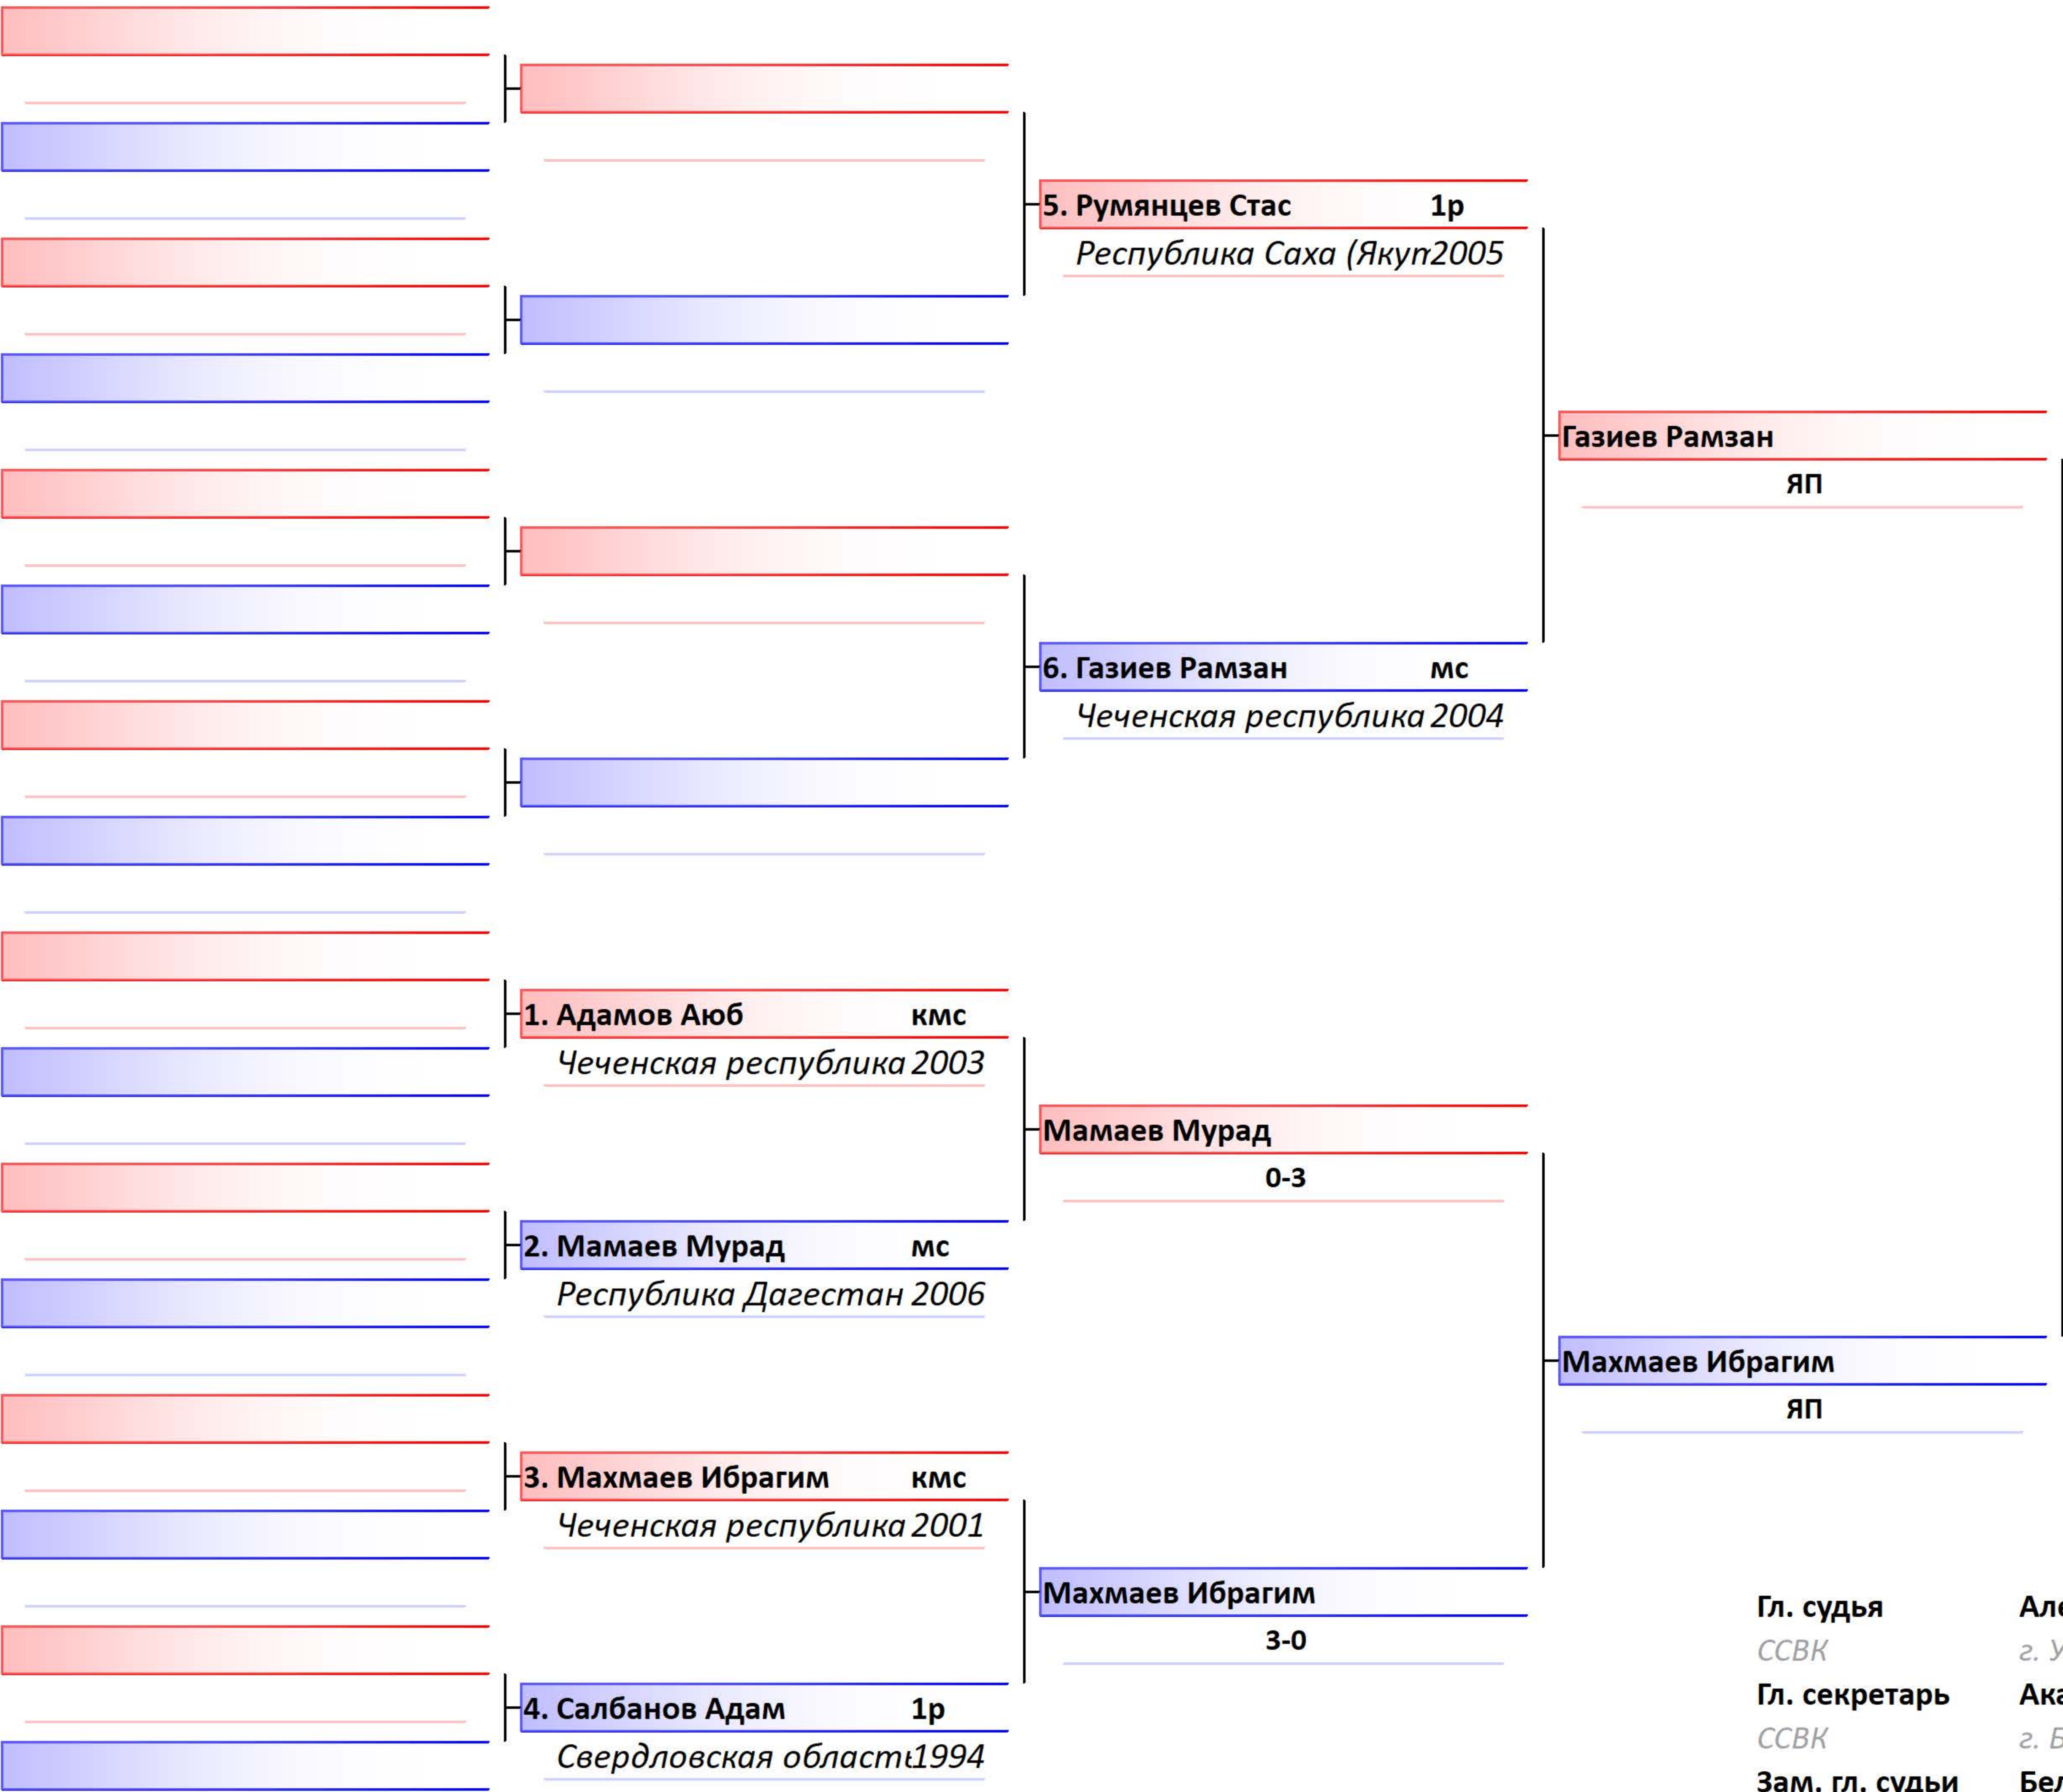 5. Румянцев Стас 1р
Республика Саха (Якут 2005
Газиев Рамзан
ЯП
6. Газиев Рамзан мс
Чеченская республика 2004
1. Адамов Аюб кмс
Чеченская республика 2003
Мамаев Мурад
0-3
2. Мамаев Мурад мс
Республика Дагестан 2006
Махмаев Ибрагим
ЯП
3. Махмаев Ибрагим кмс
Чеченская республика 2001
Махмаев Ибрагим
3-0
4. Салбанов Адам 1р
Свердловская область 1994
Гл. судья
ССВК
Гл. секретарь
ССВК
Зам. гл. судьи